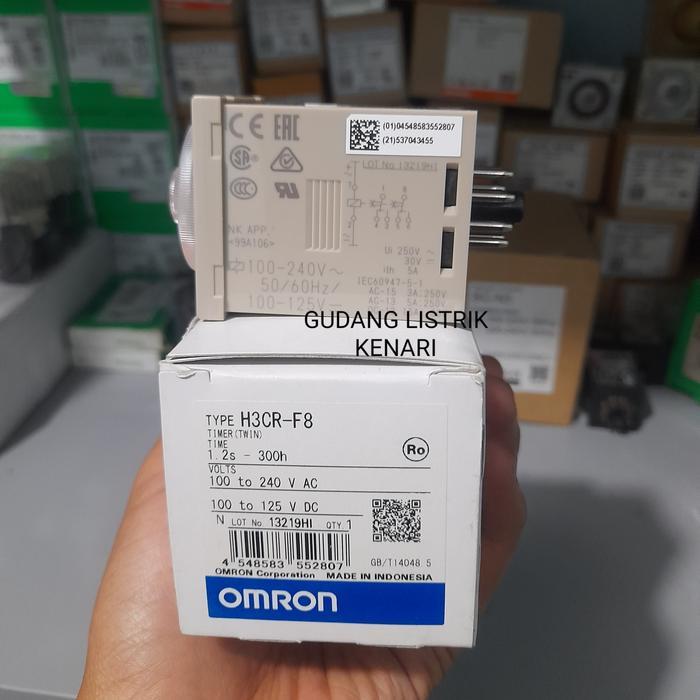 CE EAC
(01)04548583552807
(21)537043455
LOT No 13219HI
NK APP.
<99A106>
Ui 250V
30V
ith 5A
100-240V~
50/60Hz/
100-125V
IEC60947-5-1
AC-15 3A 250V
AC-13 5A 250V
GUDANG LISTRIK
KENARI
TYPE H3CR-F8
TIMER(TWIN)
TIME
1.2s - 300h
Ro
VOLTS
100 to 240 V AC
100 to 125 V DC
N LOT No 13219HI QTY. 1
4 548583 552807
GB/T14048 5
OMRON Corporation MADE IN INDONESIA
OMRON